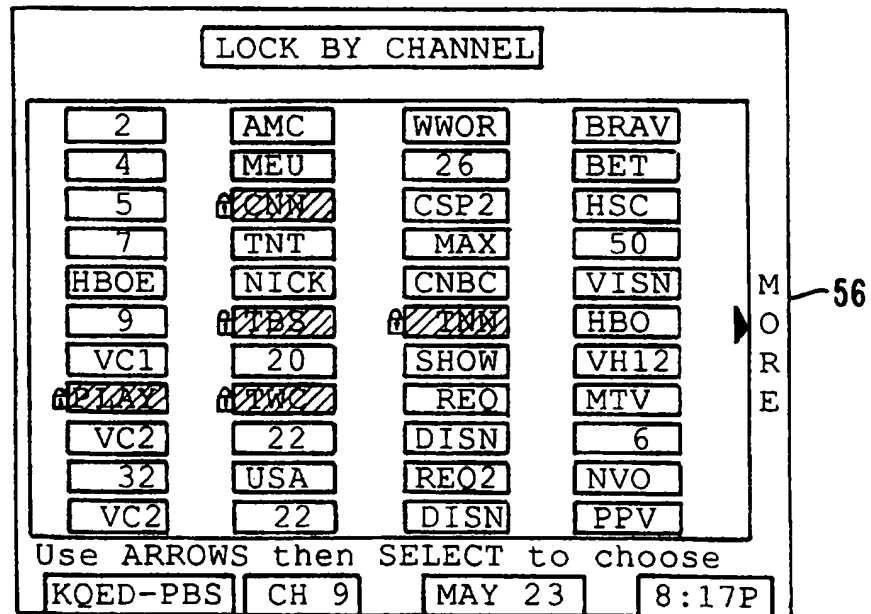 LOCK BY CHANNEL
2 AMC WWOR BRAV
4 MEU 26 BET
5 CNN CSP2 HSC
7 TNT MAX 50
HBOE NICK CNBC VISN
9 TBS TNN HBO
VC1 20 SHOW VH12
PLAY TWC REQ MTV
VC2 22 DISN 6
32 USA REQ2 NVO
VC2 22 DISN PPV
MORE
56
Use ARROWS then SELECT to choose
KQED-PBS CH 9 MAY 23 8:17P